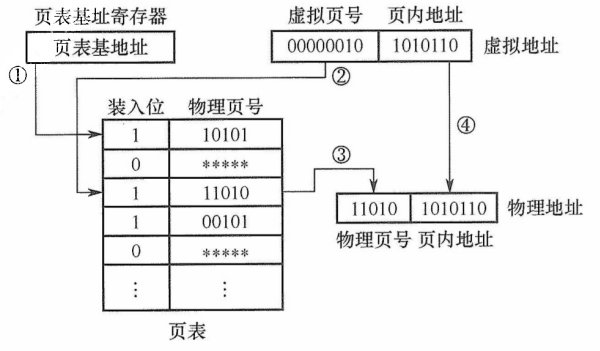 页表基址寄存器
页表基地址
虚拟页号 页内地址
00000010 1010110 虚拟地址
①
②
④
装入位 物理页号
1 10101
0 *****
③
1 11010
1 00101
0 *****
⋮ ⋮
11010 1010110 物理地址
物理页号 页内地址
页表